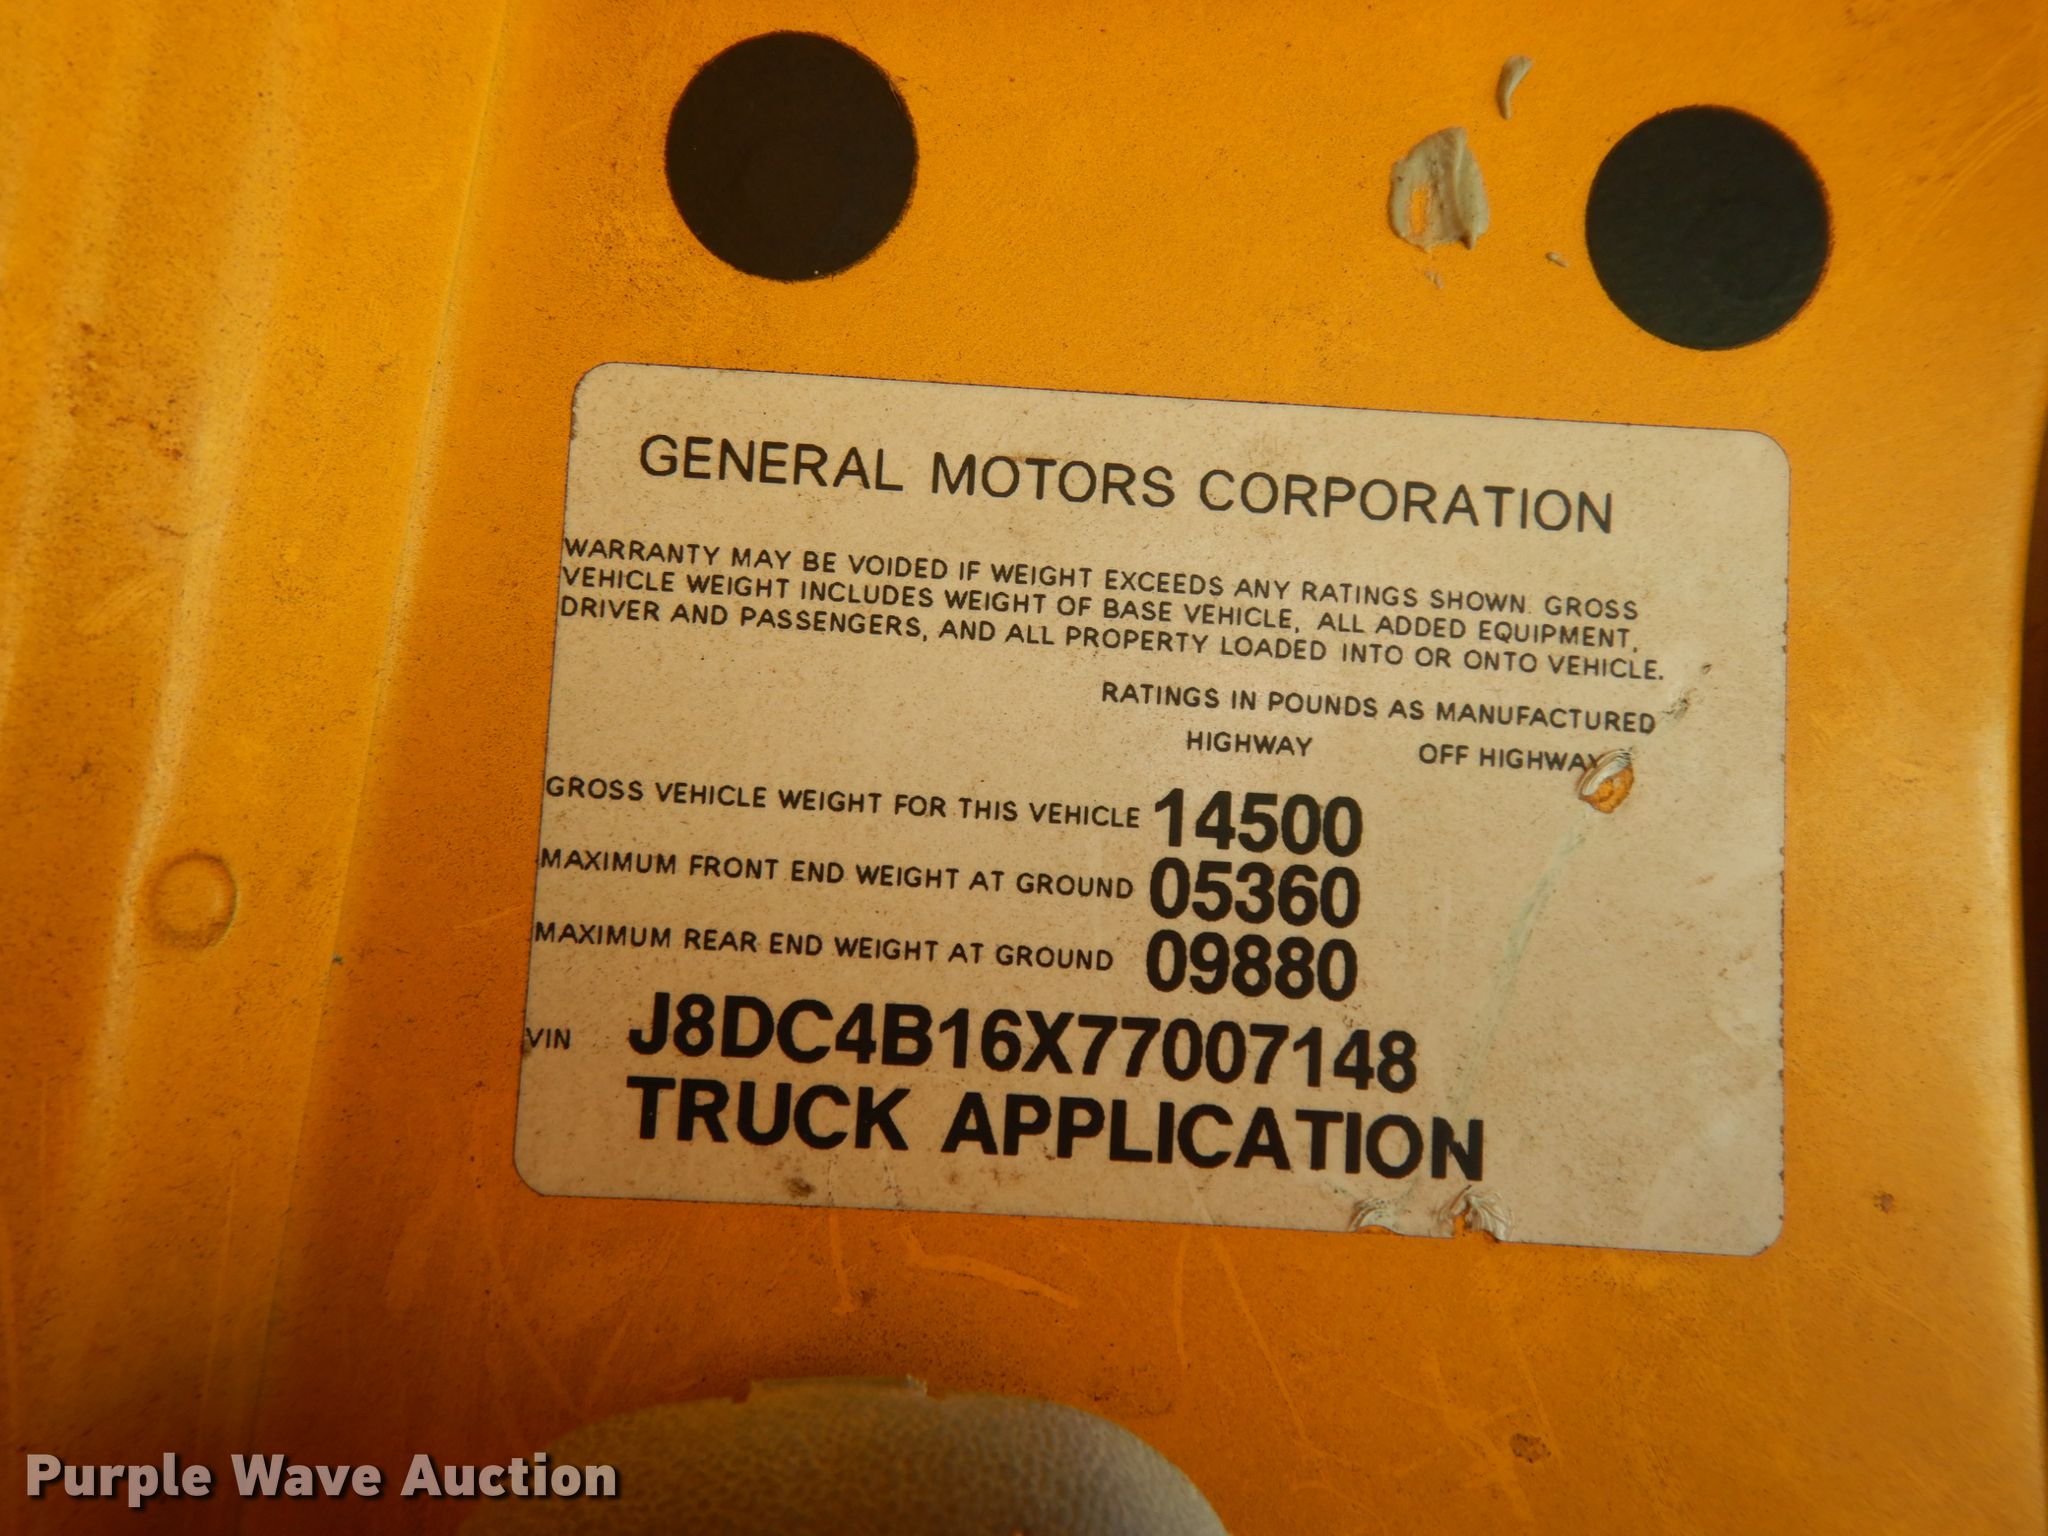 GENERAL MOTORS CORPORATION
WARRANTY MAY BE VOIDED IF WEIGHT EXCEEDS ANY RATINGS SHOWN. GROSS
VEHICLE WEIGHT INCLUDES WEIGHT OF BASE VEHICLE, ALL ADDED EQUIPMENT,
DRIVER AND PASSENGERS, AND ALL PROPERTY LOADED INTO OR ONTO VEHICLE.
RATINGS IN POUNDS AS MANUFACTURED
HIGHWAY OFF HIGHWAY
GROSS VEHICLE WEIGHT FOR THIS VEHICLE 14500
MAXIMUM FRONT END WEIGHT AT GROUND 05360
MAXIMUM REAR END WEIGHT AT GROUND 09880
VIN J8DC4B16X77007148
TRUCK APPLICATION
Purple Wave Auction